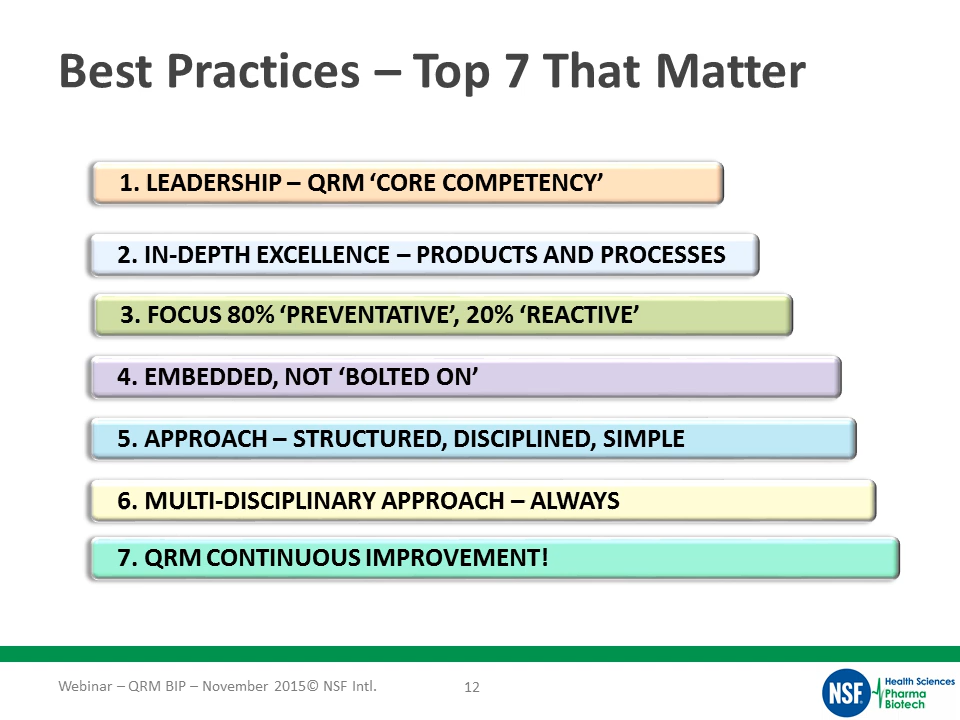 Best Practices – Top 7 That Matter
1. LEADERSHIP – QRM ‘CORE COMPETENCY’
2. IN-DEPTH EXCELLENCE – PRODUCTS AND PROCESSES
3. FOCUS 80% ‘PREVENTATIVE’, 20% ‘REACTIVE’
4. EMBEDDED, NOT ‘BOLTED ON’
5. APPROACH – STRUCTURED, DISCIPLINED, SIMPLE
6. MULTI-DISCIPLINARY APPROACH – ALWAYS
7. QRM CONTINUOUS IMPROVEMENT!
Webinar – QRM BIP – November 2015© NSF Intl.
12
NSF
Health Sciences
Pharma
Biotech